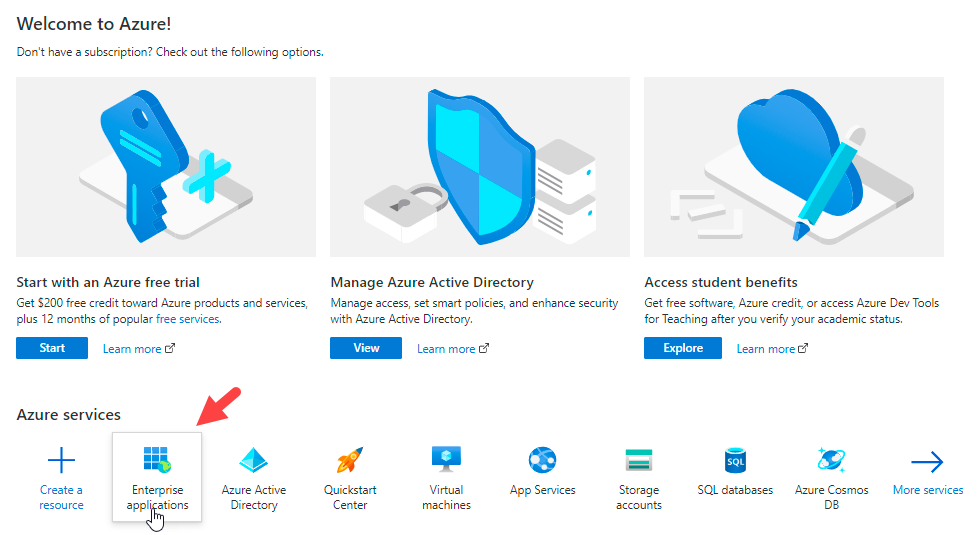 Welcome to Azure!
Don't have a subscription? Check out the following options.
Start with an Azure free trial
Get $200 free credit toward Azure products and services,
plus 12 months of popular free services.
Start
Learn more
Manage Azure Active Directory
Manage access, set smart policies, and enhance security
with Azure Active Directory.
View
Learn more
Access student benefits
Get free software, Azure credit, or access Azure Dev Tools
for Teaching after you verify your academic status.
Explore
Learn more
Azure services
Create a
resource
Enterprise
applications
Azure Active
Directory
Quickstart
Center
Virtual
machines
App Services
Storage
accounts
SQL
SQL databases
Azure Cosmos
DB
More services